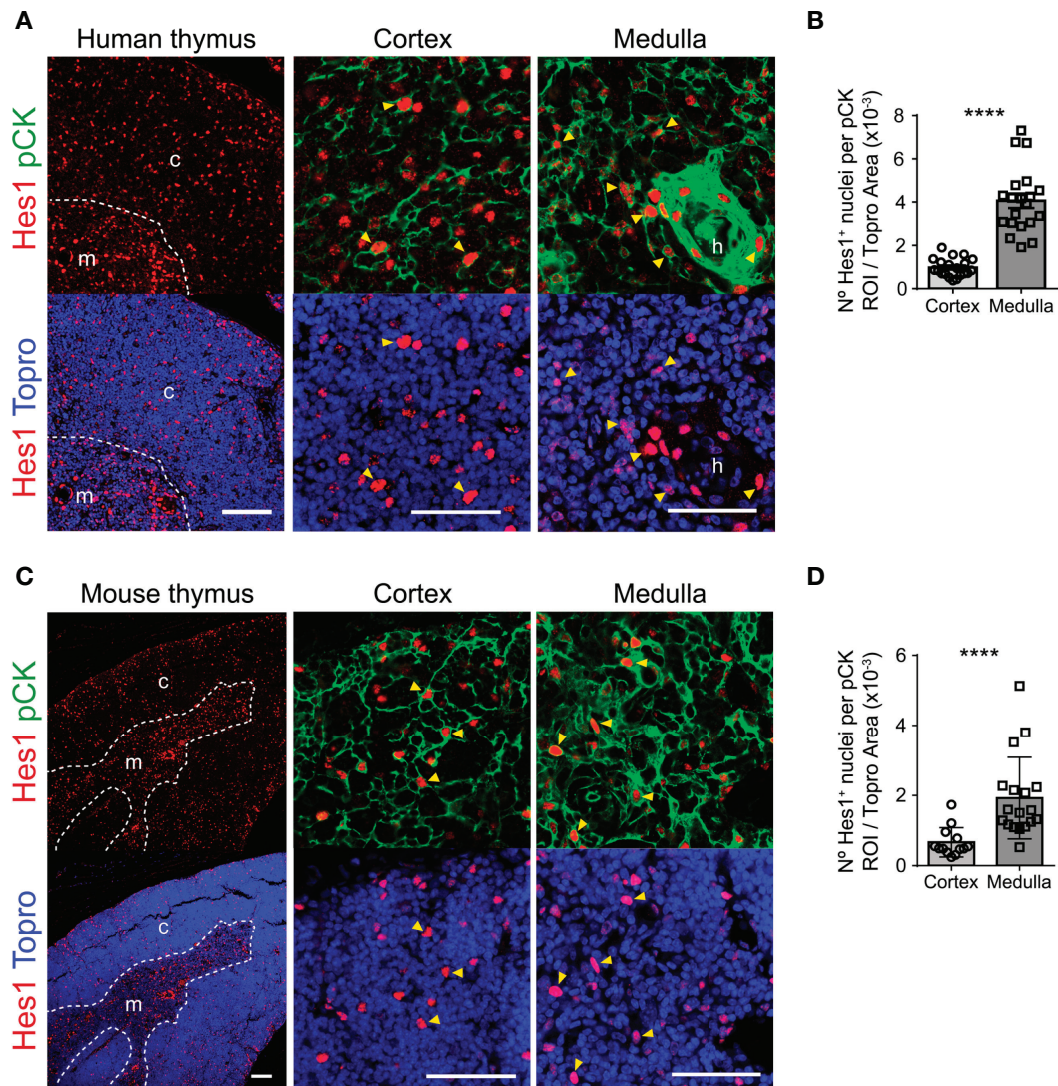 A
Human thymus
Cortex
Medulla
Hes1 pCK
c
m
h
Hes1 Topro
c
m
h
B
Nº Hes1⁺ nuclei per pCK
ROI / Topro Area (x10⁻³)
8
6
4
2
0
****
Cortex
Medulla
C
Mouse thymus
Cortex
Medulla
Hes1 pCK
c
m
Hes1 Topro
c
m
D
Nº Hes1⁺ nuclei per pCK
ROI / Topro Area (x10⁻³)
6
4
2
0
****
Cortex
Medulla